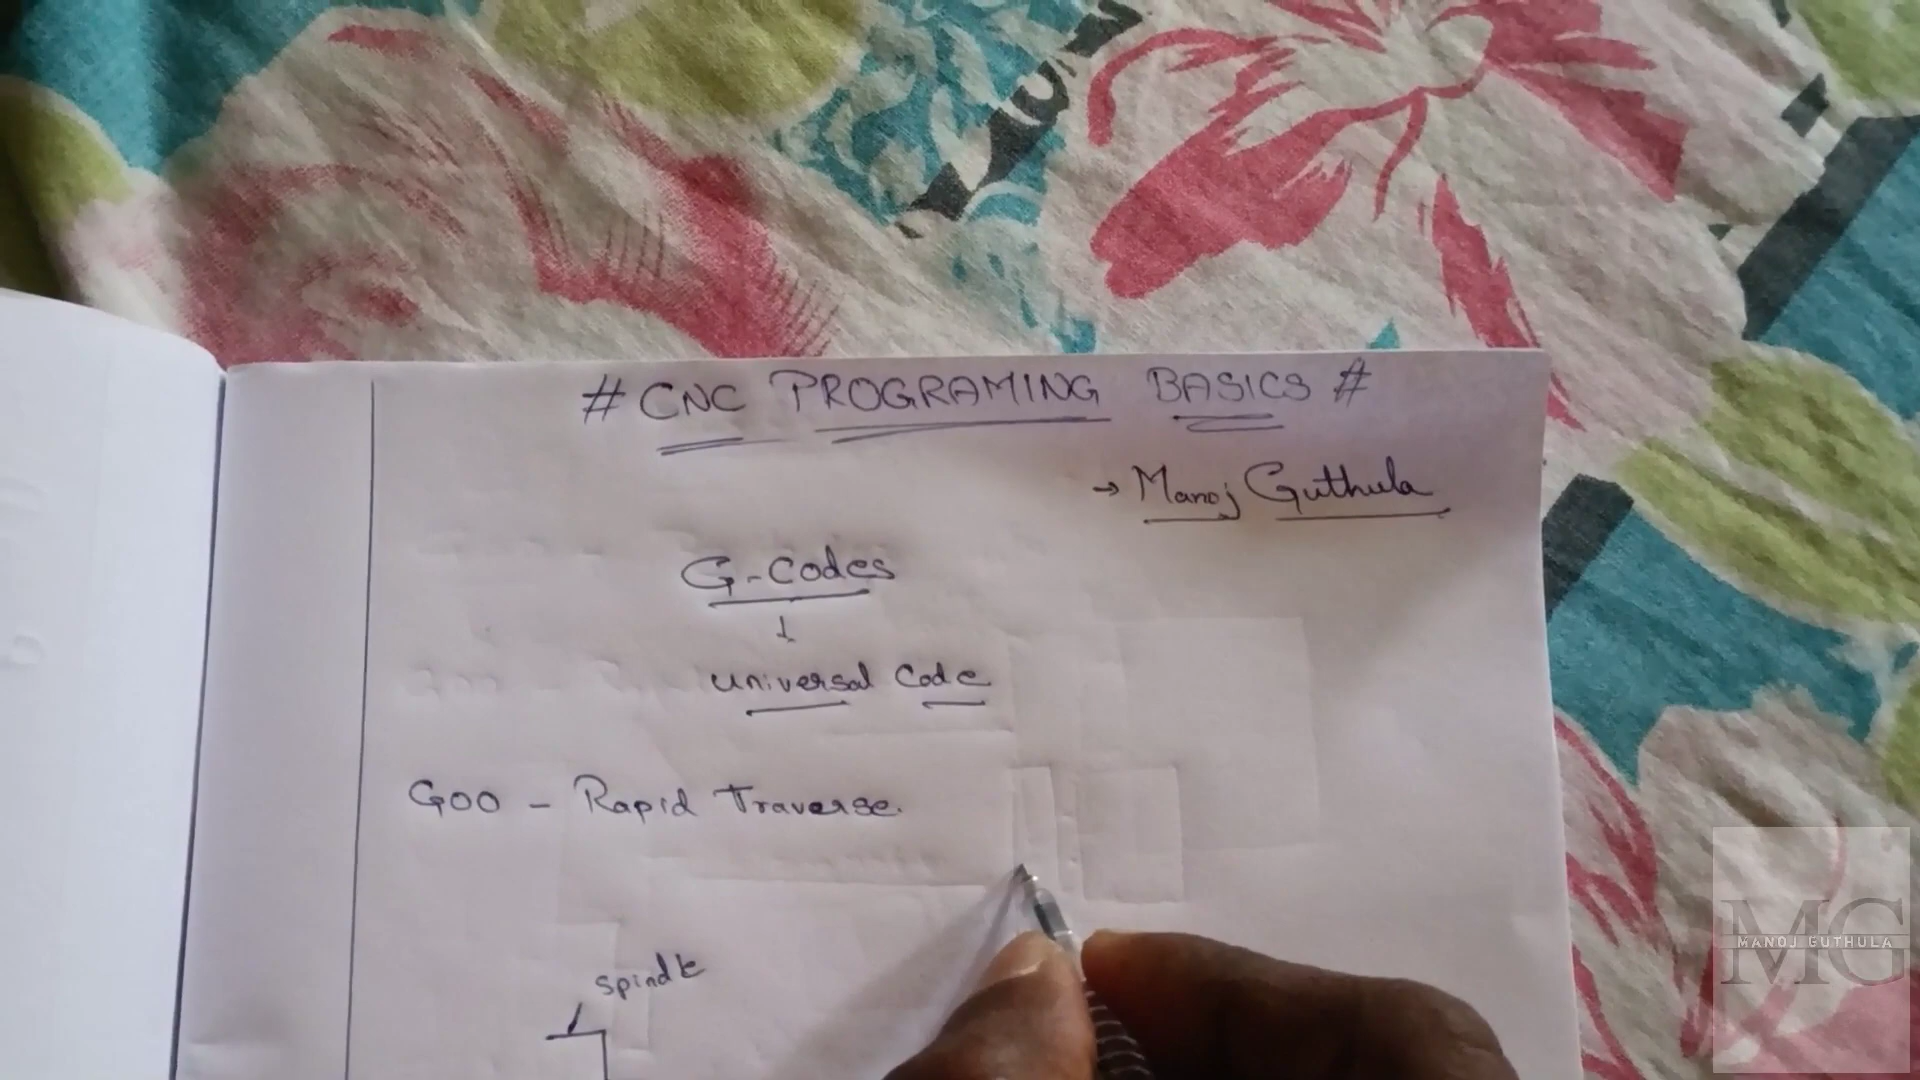 # CNC PROGRAMING BASICS #
→ Manoj Guthula
G-codes
↓
universal code
G00 - Rapid Traverse.
spindle
MG
MANOJ GUTHULA